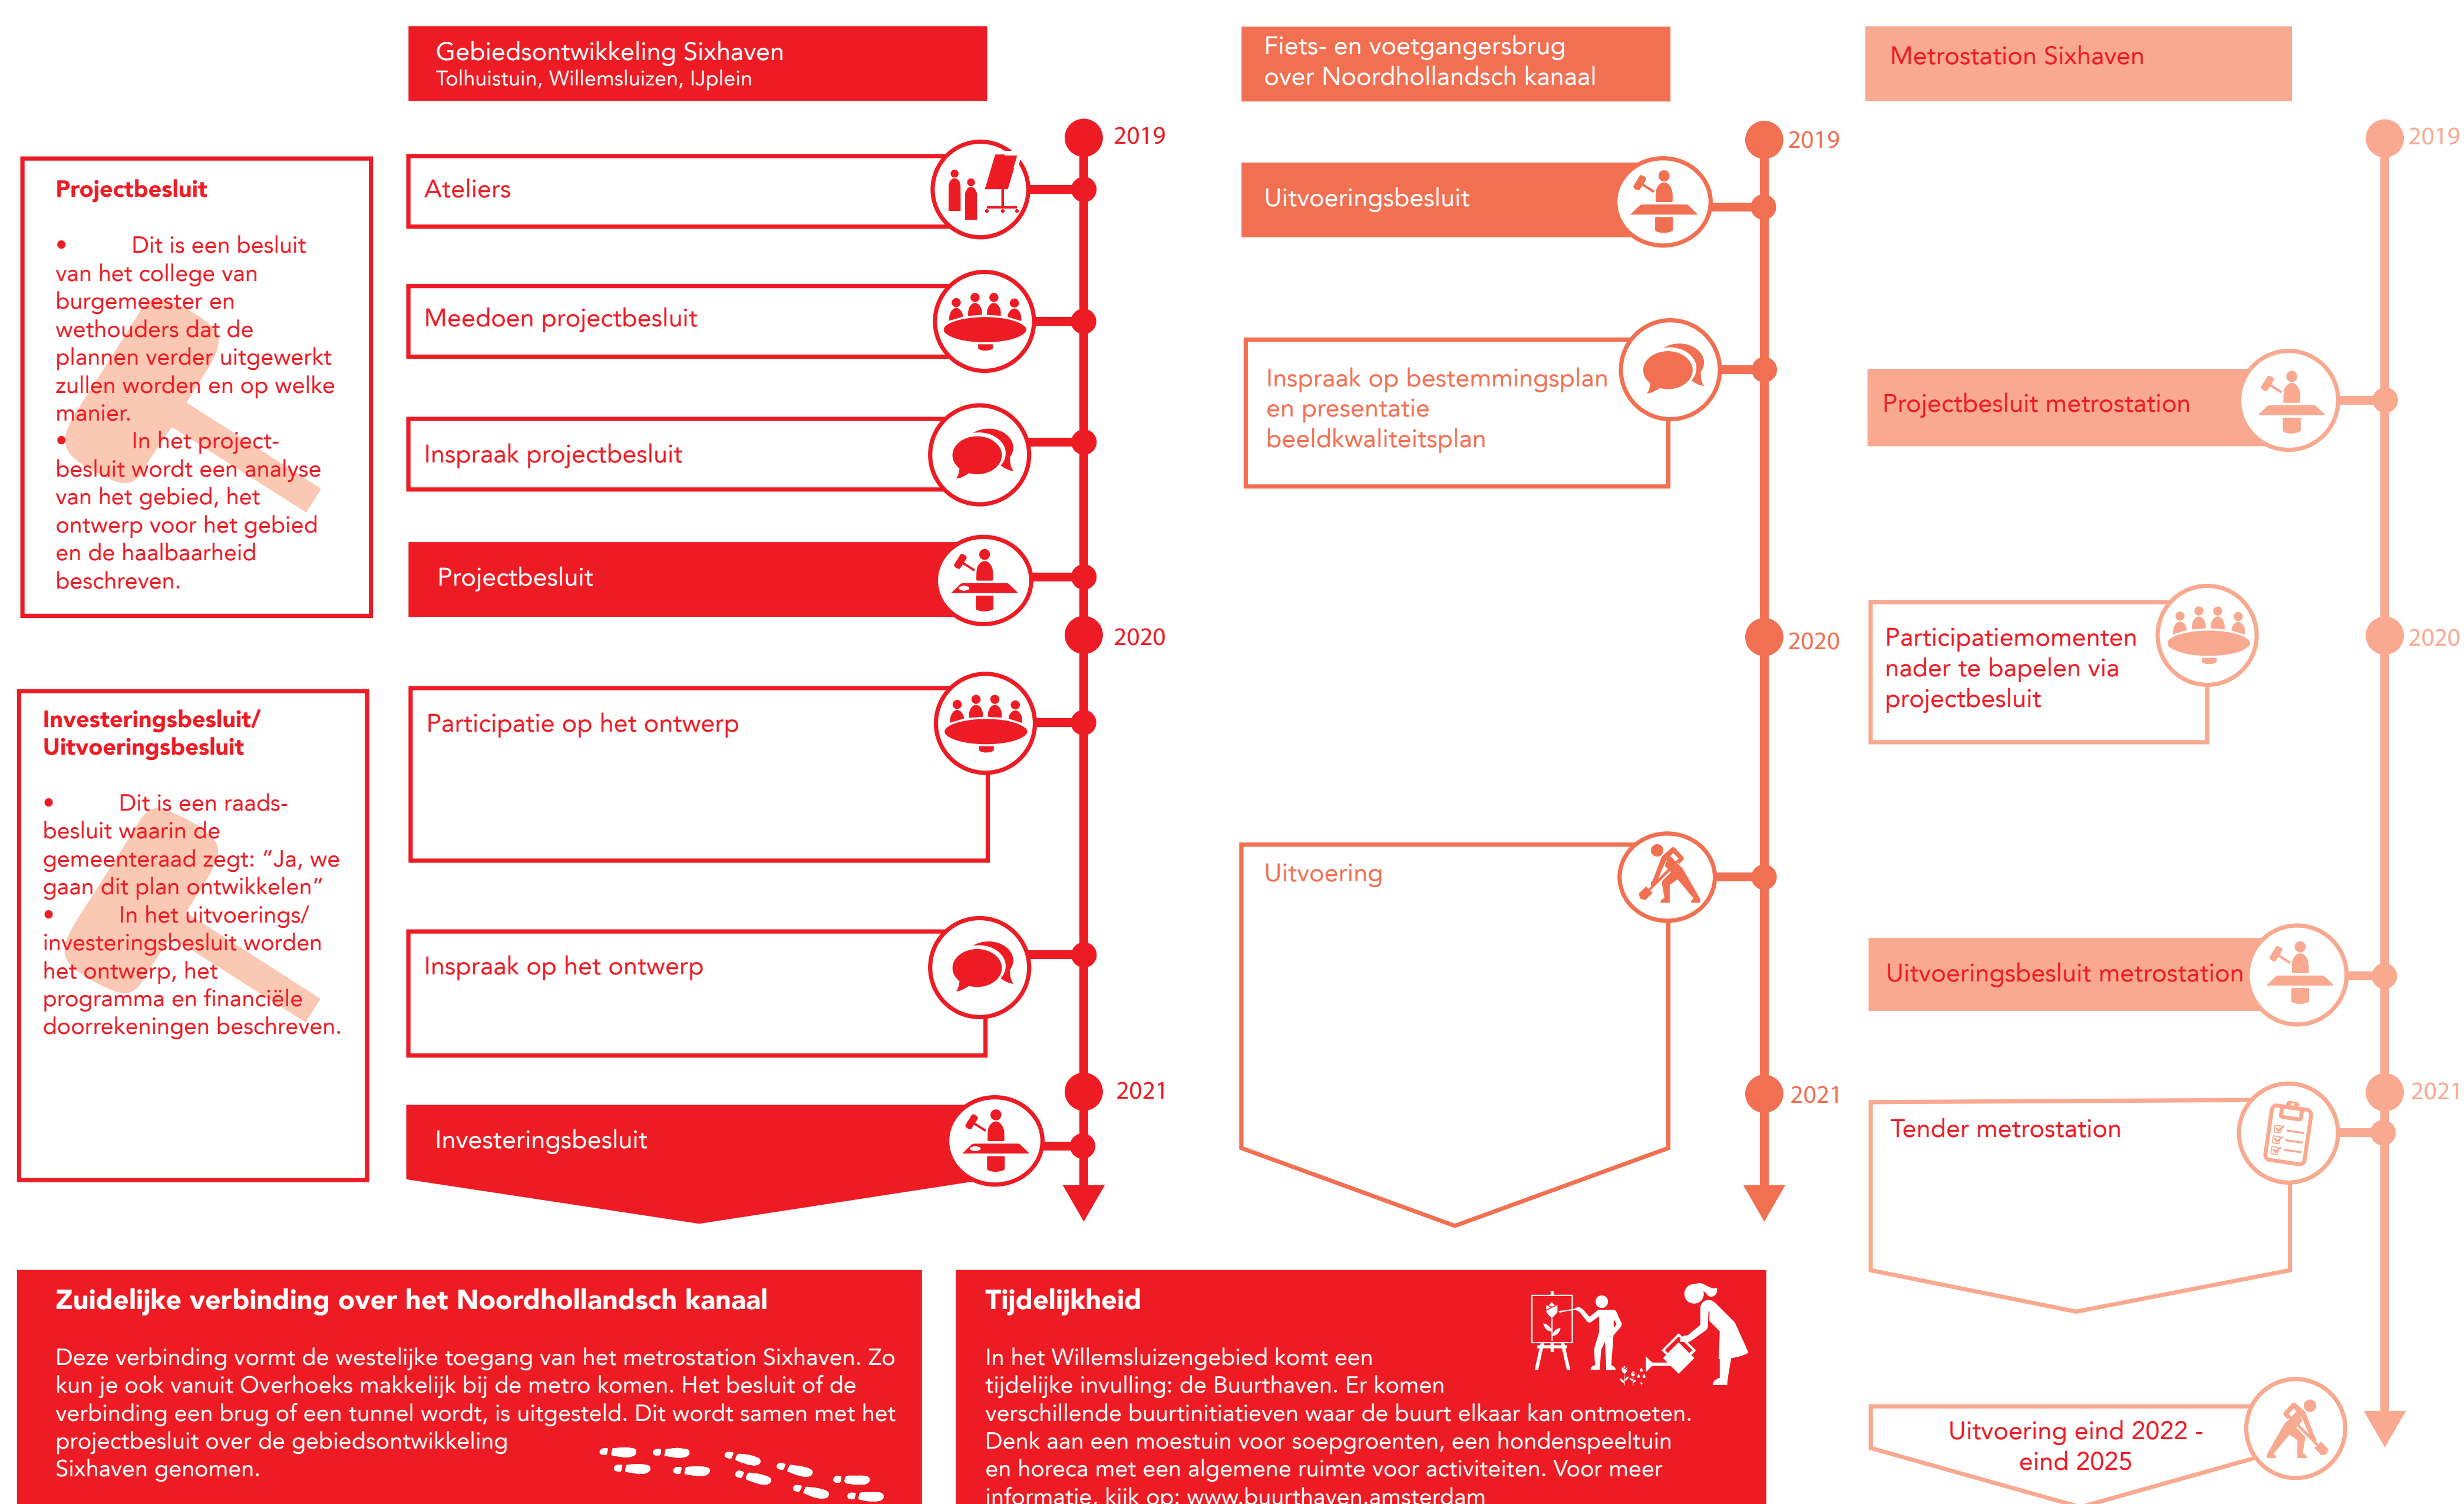 Gebiedsontwikkeling Sixhaven
Tolhuistuin, Willemsluizen, IJplein
Fiets- en voetgangersbrug
over Noordhollandsch kanaal
Metrostation Sixhaven
Projectbesluit
• Dit is een besluit
van het college van
burgemeester en
wethouders dat de
plannen verder uitgewerkt
zullen worden en op welke
manier.
• In het project-
besluit wordt een analyse
van het gebied, het
ontwerp voor het gebied
en de haalbaarheid
beschreven.
Investeringsbesluit/
Uitvoeringsbesluit
• Dit is een raads-
besluit waarin de
gemeenteraad zegt: “Ja, we
gaan dit plan ontwikkelen”
• In het uitvoerings/
investeringsbesluit worden
het ontwerp, het
programma en financiële
doorrekeningen beschreven.
2019
Ateliers
Meedoen projectbesluit
Inspraak projectbesluit
Projectbesluit
2020
Participatie op het ontwerp
Inspraak op het ontwerp
2021
Investeringsbesluit
2019
Uitvoeringsbesluit
Inspraak op bestemmingsplan
en presentatie
beeldkwaliteitsplan
2020
Uitvoering
2021
2019
Projectbesluit metrostation
2020
Participatiemomenten
nader te bapelen via
projectbesluit
Uitvoeringsbesluit metrostation
2021
Tender metrostation
Uitvoering eind 2022 -
eind 2025
Zuidelijke verbinding over het Noordhollandsch kanaal
Deze verbinding vormt de westelijke toegang van het metrostation Sixhaven. Zo
kun je ook vanuit Overhoeks makkelijk bij de metro komen. Het besluit of de
verbinding een brug of een tunnel wordt, is uitgesteld. Dit wordt samen met het
projectbesluit over de gebiedsontwikkeling
Sixhaven genomen.
Tijdelijkheid
In het Willemsluizengebied komt een
tijdelijke invulling: de Buurthaven. Er komen
verschillende buurtinitiatieven waar de buurt elkaar kan ontmoeten.
Denk aan een moestuin voor soepgroenten, een hondenspeeltuin
en horeca met een algemene ruimte voor activiteiten. Voor meer
informatie, kijk op: www.buurthaven.amsterdam